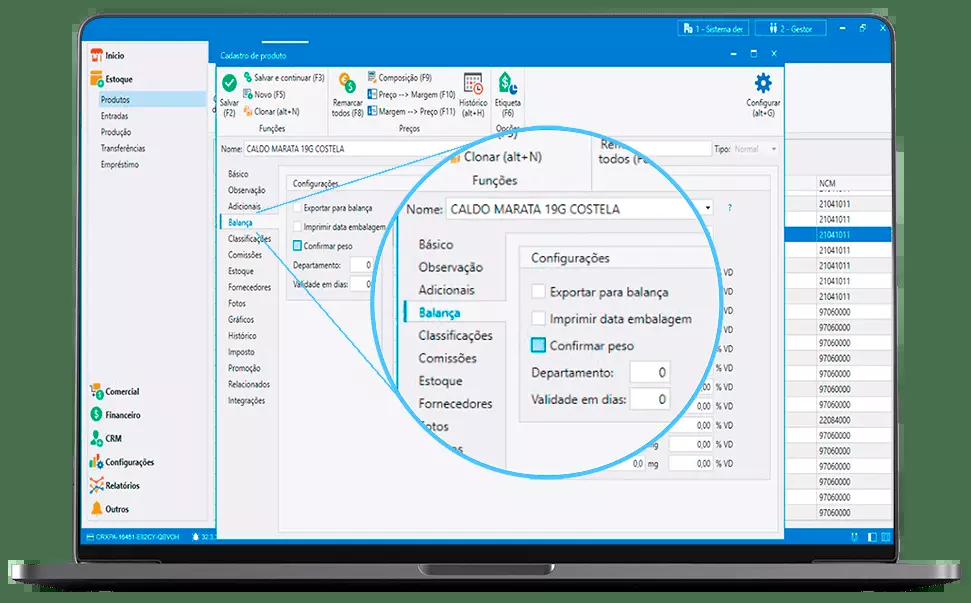 1 - Sistema der
2 - Gestor
Início
Estoque
Produtos
Entradas
Produção
Transferências
Empréstimo
Comercial
Financeiro
CRM
Configurações
Relatórios
Outros
Cadastro de produto
Salvar
(F2)
Salvar e continuar (F3)
Novo (F5)
Clonar (alt+N)
Funções
Remarcar
todos (F8)
Composição (F9)
Preço --> Margem (F10)
Margem --> Preço (F11)
Preços
Histórico
(alt+H)
Etiqueta
(F6)
Opções
Configurar
(alt+G)
Nome: CALDO MARATA 19G COSTELA
Tipo: Normal
Básico
Observação
Adicionais
Balança
Classificações
Comissões
Estoque
Fornecedores
Fotos
Gráficos
Histórico
Imposto
Promoção
Relacionados
Integrações
Configurações
Exportar para balança
Imprimir data embalagem
Confirmar peso
Departamento: 0
Validade em dias: 0
Clonar (alt+N)
Funções
todos
Nome: CALDO MARATA 19G COSTELA ?
Básico
Observação
Adicionais
Balança
Classificações
Comissões
Estoque
Fornecedores
Fotos
Configurações
Exportar para balança
Imprimir data embalagem
Confirmar peso
Departamento: 0
Validade em dias: 0
% VD
% VD
% VD
% VD
% VD
% VD
0,00 % VD
0,00 % VD
0,00 % VD
mg 0,00 % VD
0,0 mg 0,00 % VD
NCM
21041011
21041011
21041011
21041011
21041011
21041011
21041011
97060000
97060000
97060000
97060000
97060000
97060000
97060000
22084000
97060000
97060000
97060000
97060000
97060000
97060000